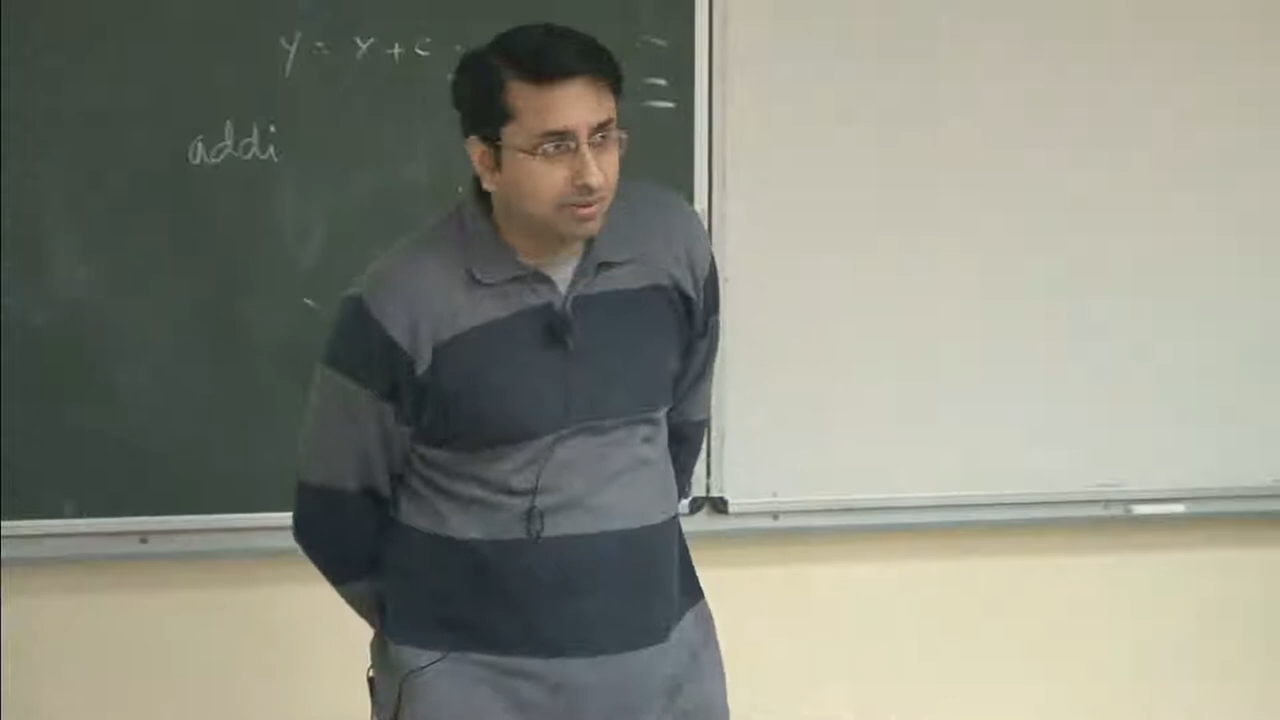 y = x + c
addi